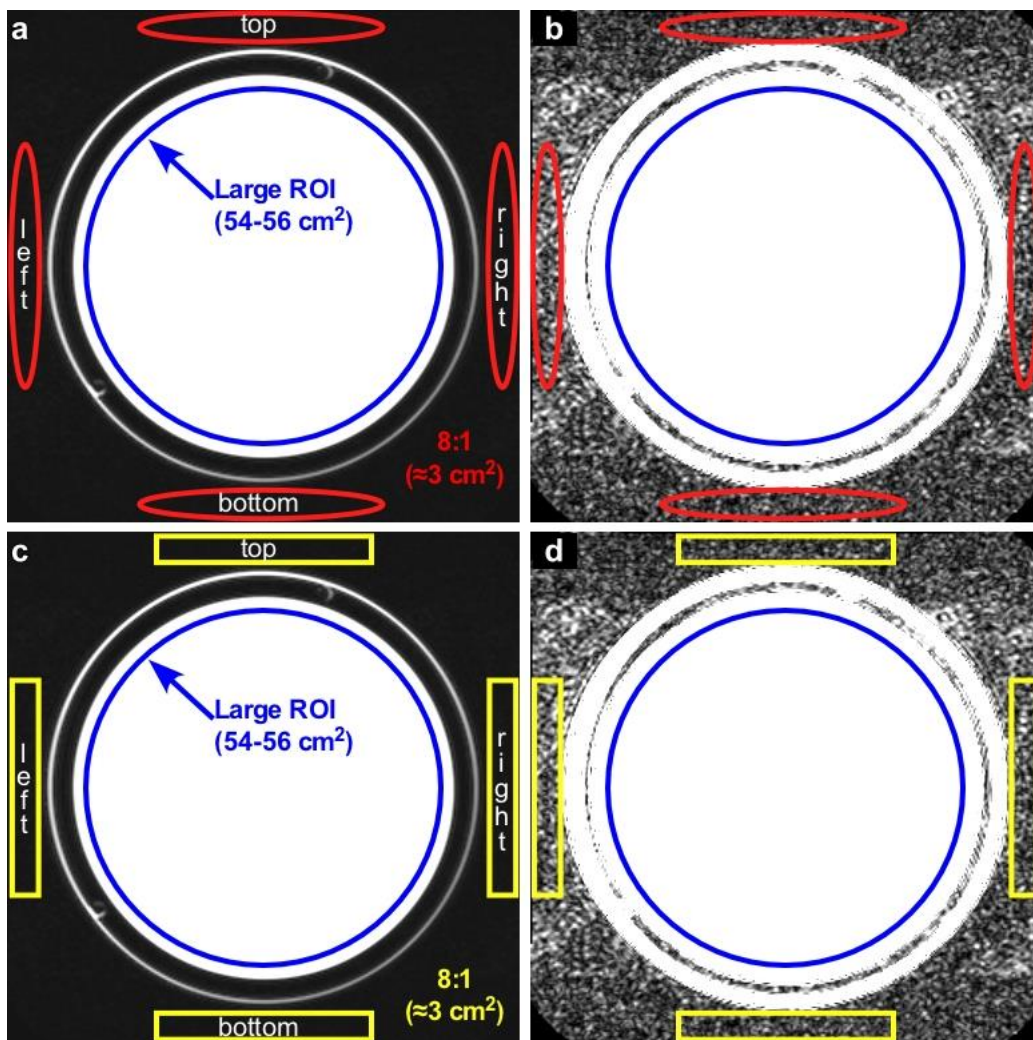 a
top
b
Large ROI
(54-56 cm²)
left
right
8:1
(≈3 cm²)
bottom
c
top
d
Large ROI
(54-56 cm²)
left
right
8:1
(≈3 cm²)
bottom